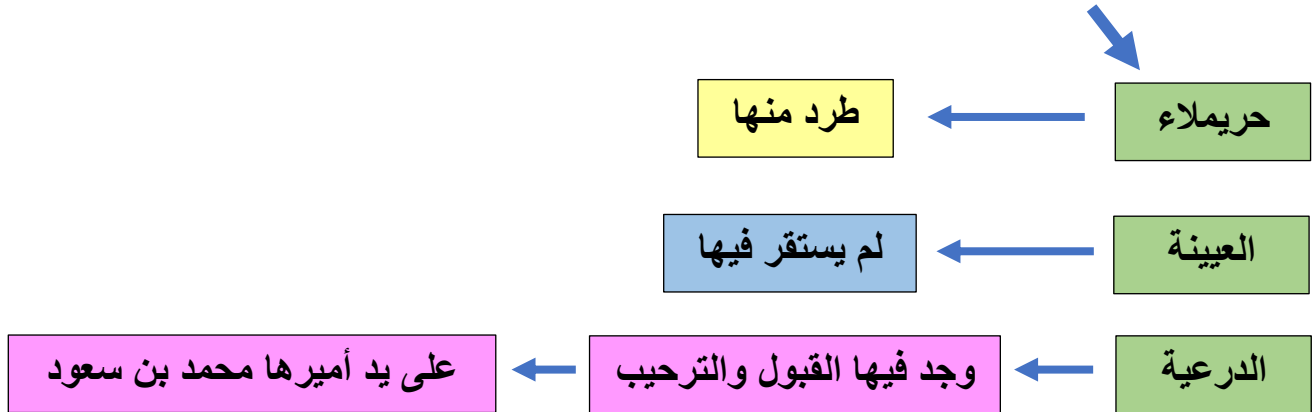 حريملاء طرد منها
العيينة لم يستقر فيها
الدرعية وجد فيها القبول والترحيب على يد أميرها محمد بن سعود